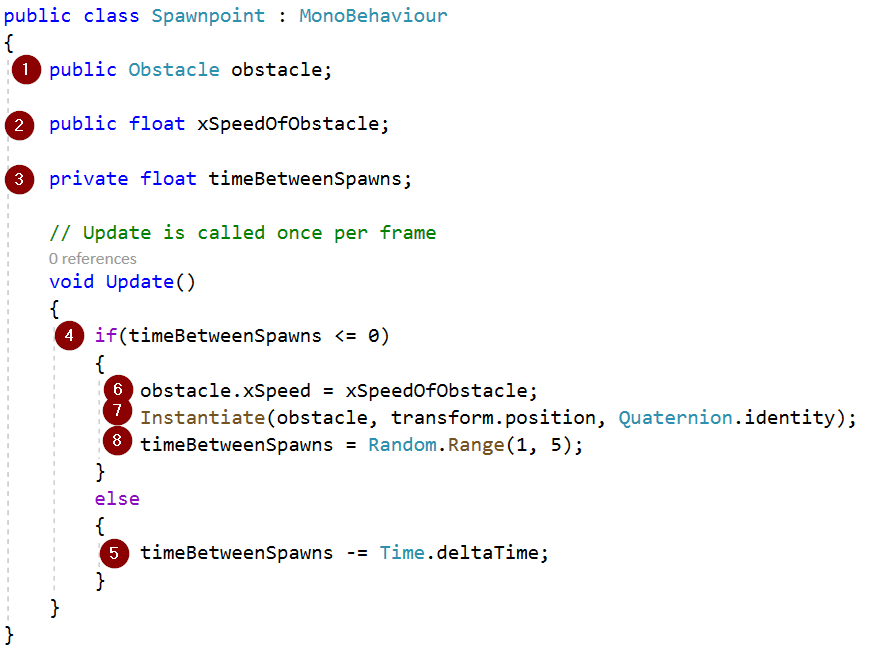 public class Spawnpoint : MonoBehaviour
{
1 public Obstacle obstacle;
2 public float xSpeedOfObstacle;
3 private float timeBetweenSpawns;
// Update is called once per frame
0 references
void Update()
{
4 if(timeBetweenSpawns <= 0)
{
6 obstacle.xSpeed = xSpeedOfObstacle;
7 Instantiate(obstacle, transform.position, Quaternion.identity);
8 timeBetweenSpawns = Random.Range(1, 5);
}
else
{
5 timeBetweenSpawns -= Time.deltaTime;
}
}
}